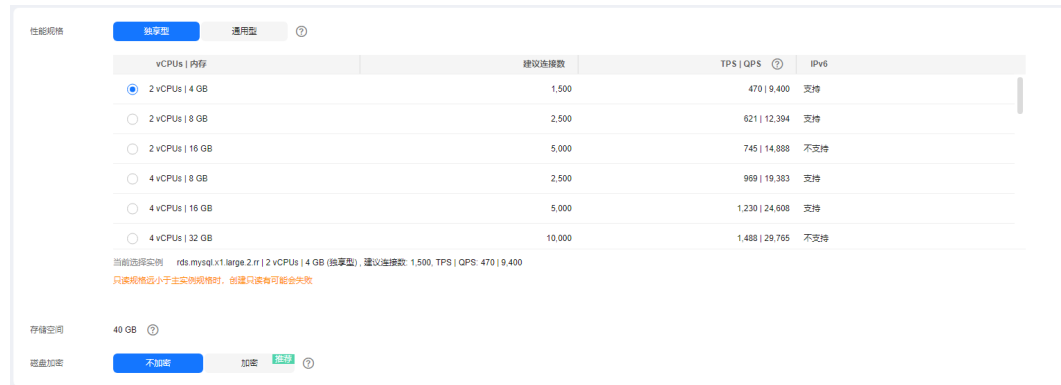 性能规格 独享型 通用型 ?
vCPUs | 内存 建议连接数 TPS | QPS ? IPv6
2 vCPUs | 4 GB 1,500 470 | 9,400 支持
2 vCPUs | 8 GB 2,500 621 | 12,394 支持
2 vCPUs | 16 GB 5,000 745 | 14,888 不支持
4 vCPUs | 8 GB 2,500 969 | 19,383 支持
4 vCPUs | 16 GB 5,000 1,230 | 24,608 支持
4 vCPUs | 32 GB 10,000 1,488 | 29,765 不支持
当前选择实例 rds.mysql.x1.large.2.rr | 2 vCPUs | 4 GB (独享型) , 建议连接数: 1,500, TPS | QPS: 470 | 9,400
只读规格远小于主实例规格时，创建只读有可能会失败
存储空间 40 GB ?
磁盘加密 不加密 加密 推荐 ?